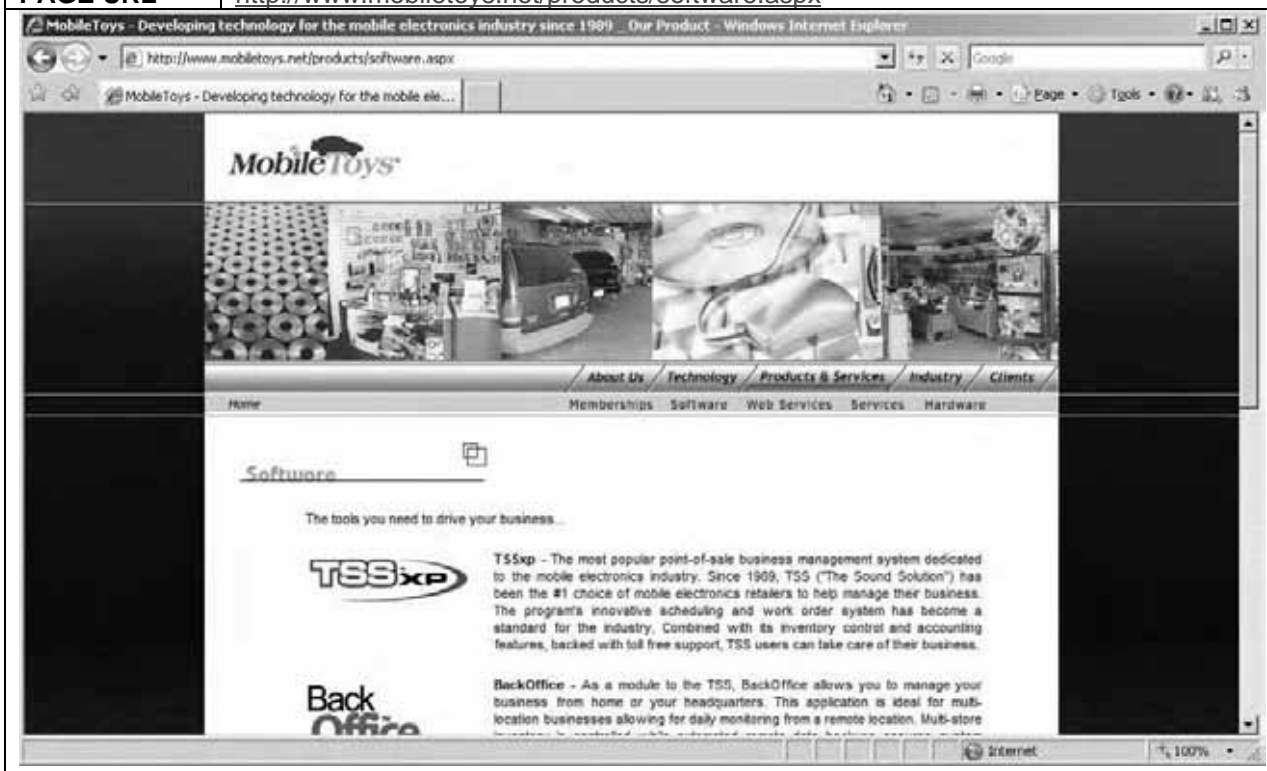 PAGE URL http://www.mobiletoys.net/products/software.aspx
MobileToys - Developing technology for the mobile electronics industry since 1989 _ Our Product - Windows Internet Explorer
http://www.mobiletoys.net/products/software.aspx
Google
MobileToys - Developing technology for the mobile ele...
Page
Tools
MobileToys
About Us / Technology / Products & Services / Industry / Clients
Home
Memberships Software Web Services Services Hardware
Software
The tools you need to drive your business...
TSSxp
TSSxp - The most popular point-of-sale business management system dedicated
to the mobile electronics industry. Since 1989, TSS ("The Sound Solution") has
been the #1 choice of mobile electronics retailers to help manage their business.
The program's innovative scheduling and work order system has become a
standard for the industry. Combined with its inventory control and accounting
features, backed with toll free support, TSS users can take care of their business.
Back
Office
BackOffice - As a module to the TSS, BackOffice allows you to manage your
business from home or your headquarters. This application is ideal for multi-
location businesses allowing for daily monitoring from a remote location. Multi-store
Internet
100%